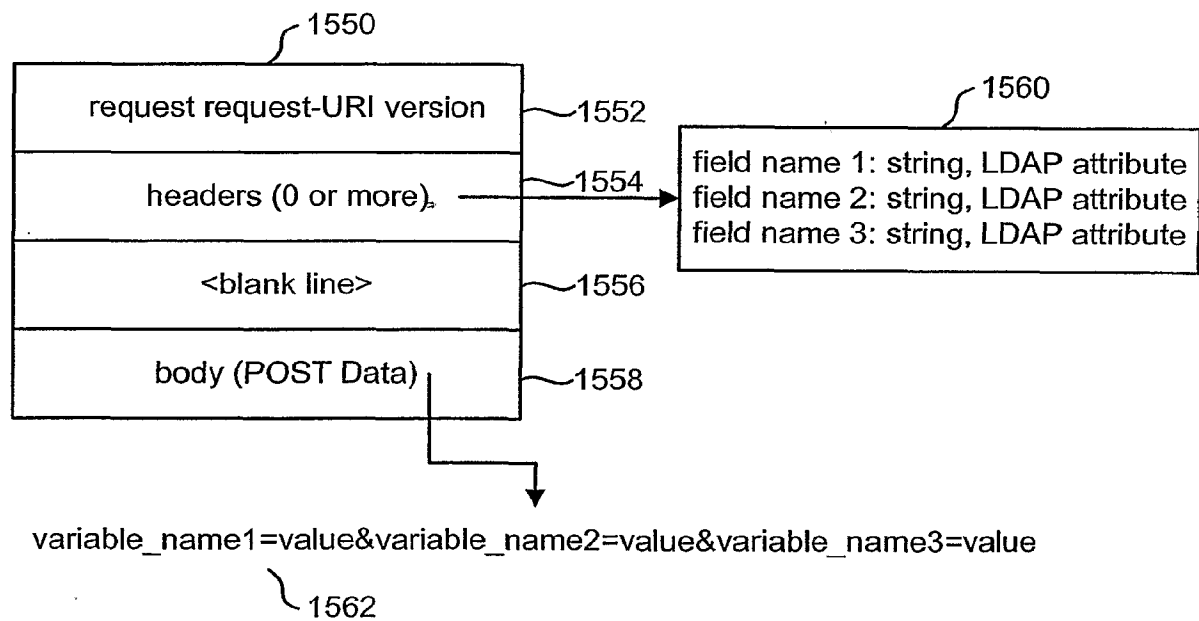 1550
request request-URI version
1552
1560
headers (0 or more)
1554
field name 1: string, LDAP attribute
field name 2: string, LDAP attribute
field name 3: string, LDAP attribute
<blank line>
1556
body (POST Data)
1558
variable_name1=value&variable_name2=value&variable_name3=value
1562